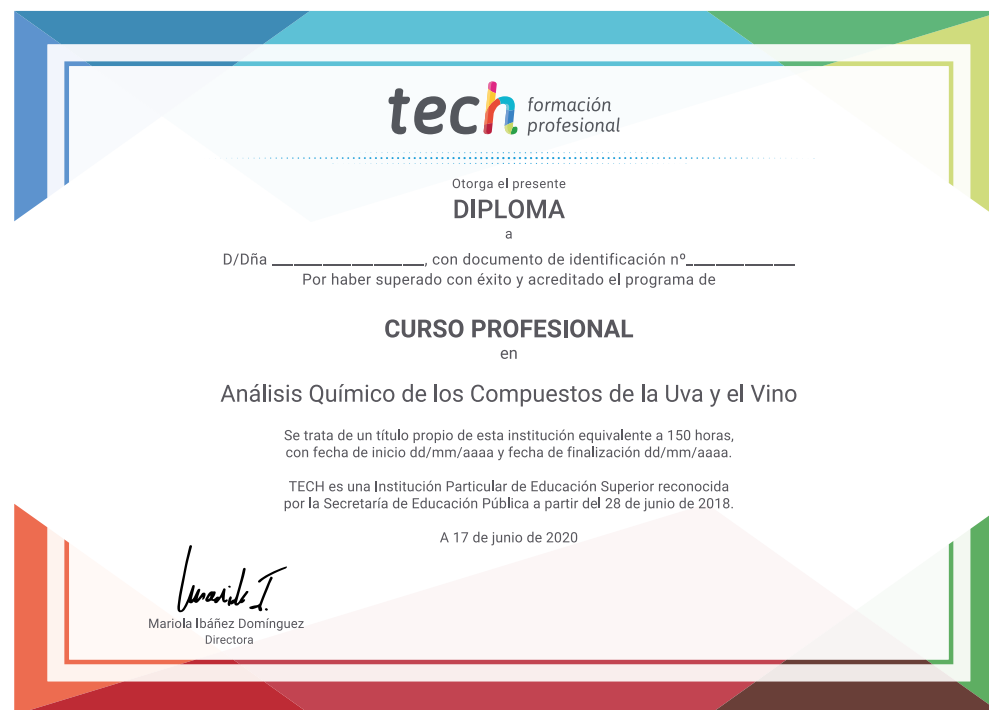 tech formación
profesional
Otorga el presente
DIPLOMA
a
D/Dña ____________________, con documento de identificación nº______________
Por haber superado con éxito y acreditado el programa de
CURSO PROFESIONAL
en
Análisis Químico de los Compuestos de la Uva y el Vino
Se trata de un título propio de esta institución equivalente a 150 horas,
con fecha de inicio dd/mm/aaaa y fecha de finalización dd/mm/aaaa.
TECH es una Institución Particular de Educación Superior reconocida
por la Secretaría de Educación Pública a partir del 28 de junio de 2018.
A 17 de junio de 2020
Mariola Ibáñez Domínguez
Directora